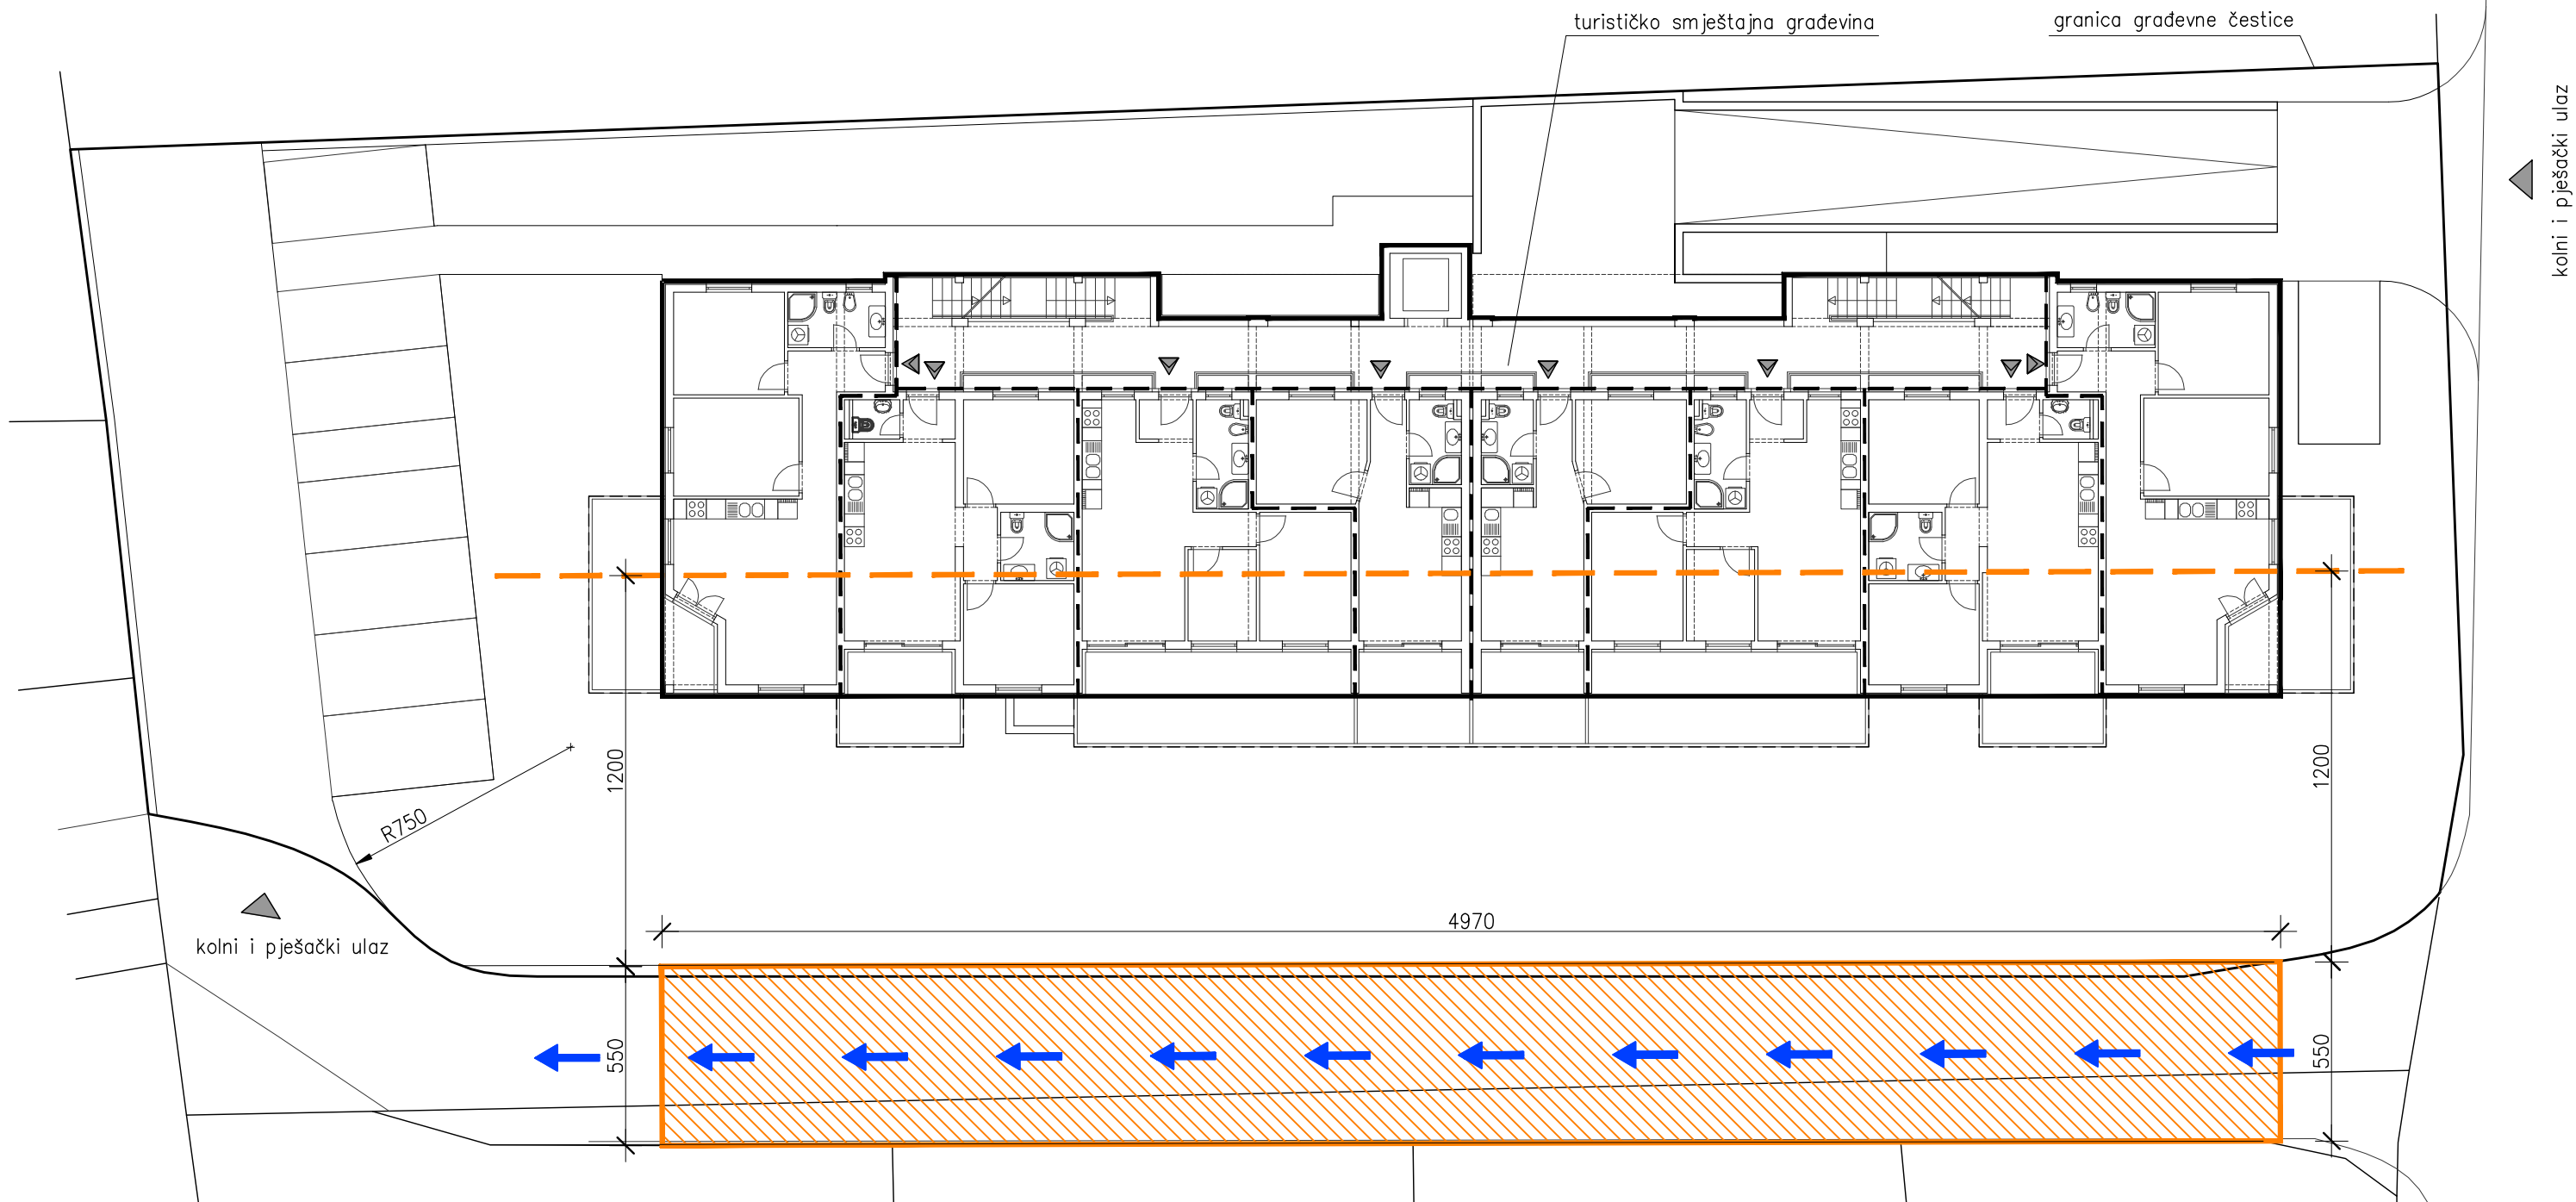 turističko smještajna građevina
granica građevne čestice
kolni i pješački ulaz
1200
1200
R750
4970
kolni i pješački ulaz
550
550